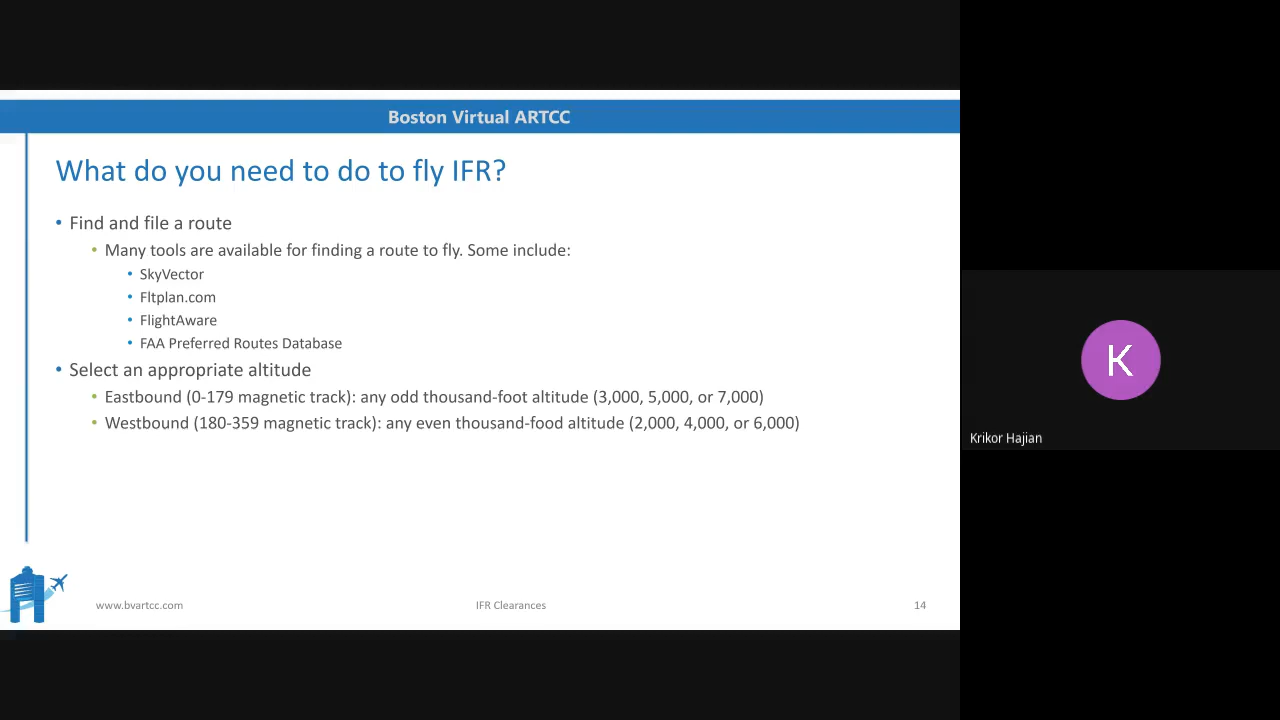 Boston Virtual ARTCC
What do you need to do to fly IFR?
• Find and file a route
• Many tools are available for finding a route to fly. Some include:
• SkyVector
• Fltplan.com
• FlightAware
• FAA Preferred Routes Database
• Select an appropriate altitude
• Eastbound (0-179 magnetic track): any odd thousand-foot altitude (3,000, 5,000, or 7,000)
• Westbound (180-359 magnetic track): any even thousand-food altitude (2,000, 4,000, or 6,000)
www.bvartcc.com
IFR Clearances
14
K
Krikor Hajian